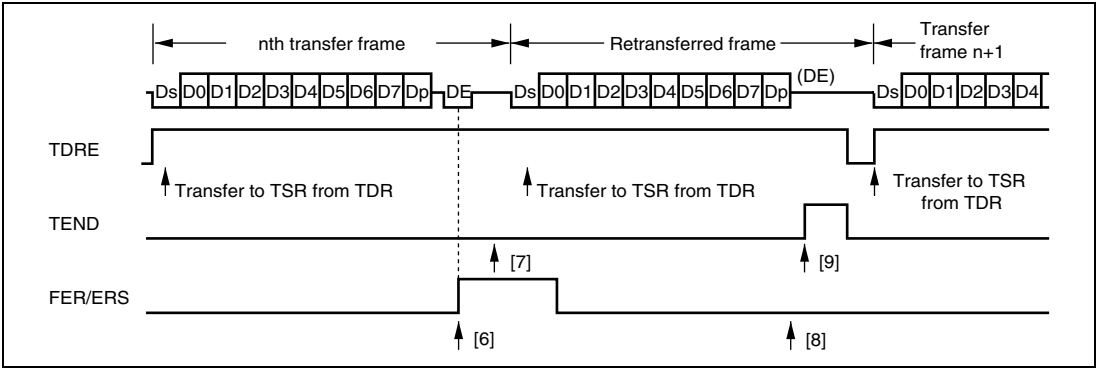 nth transfer frame
Retransferred frame
Transfer
frame n+1
(DE)
Ds D0 D1 D2 D3 D4 D5 D6 D7 Dp DE Ds D0 D1 D2 D3 D4 D5 D6 D7 Dp Ds D0 D1 D2 D3 D4
TDRE
Transfer to TSR from TDR
Transfer to TSR from TDR
Transfer to TSR
from TDR
TEND
[7]
[9]
FER/ERS
[6]
[8]